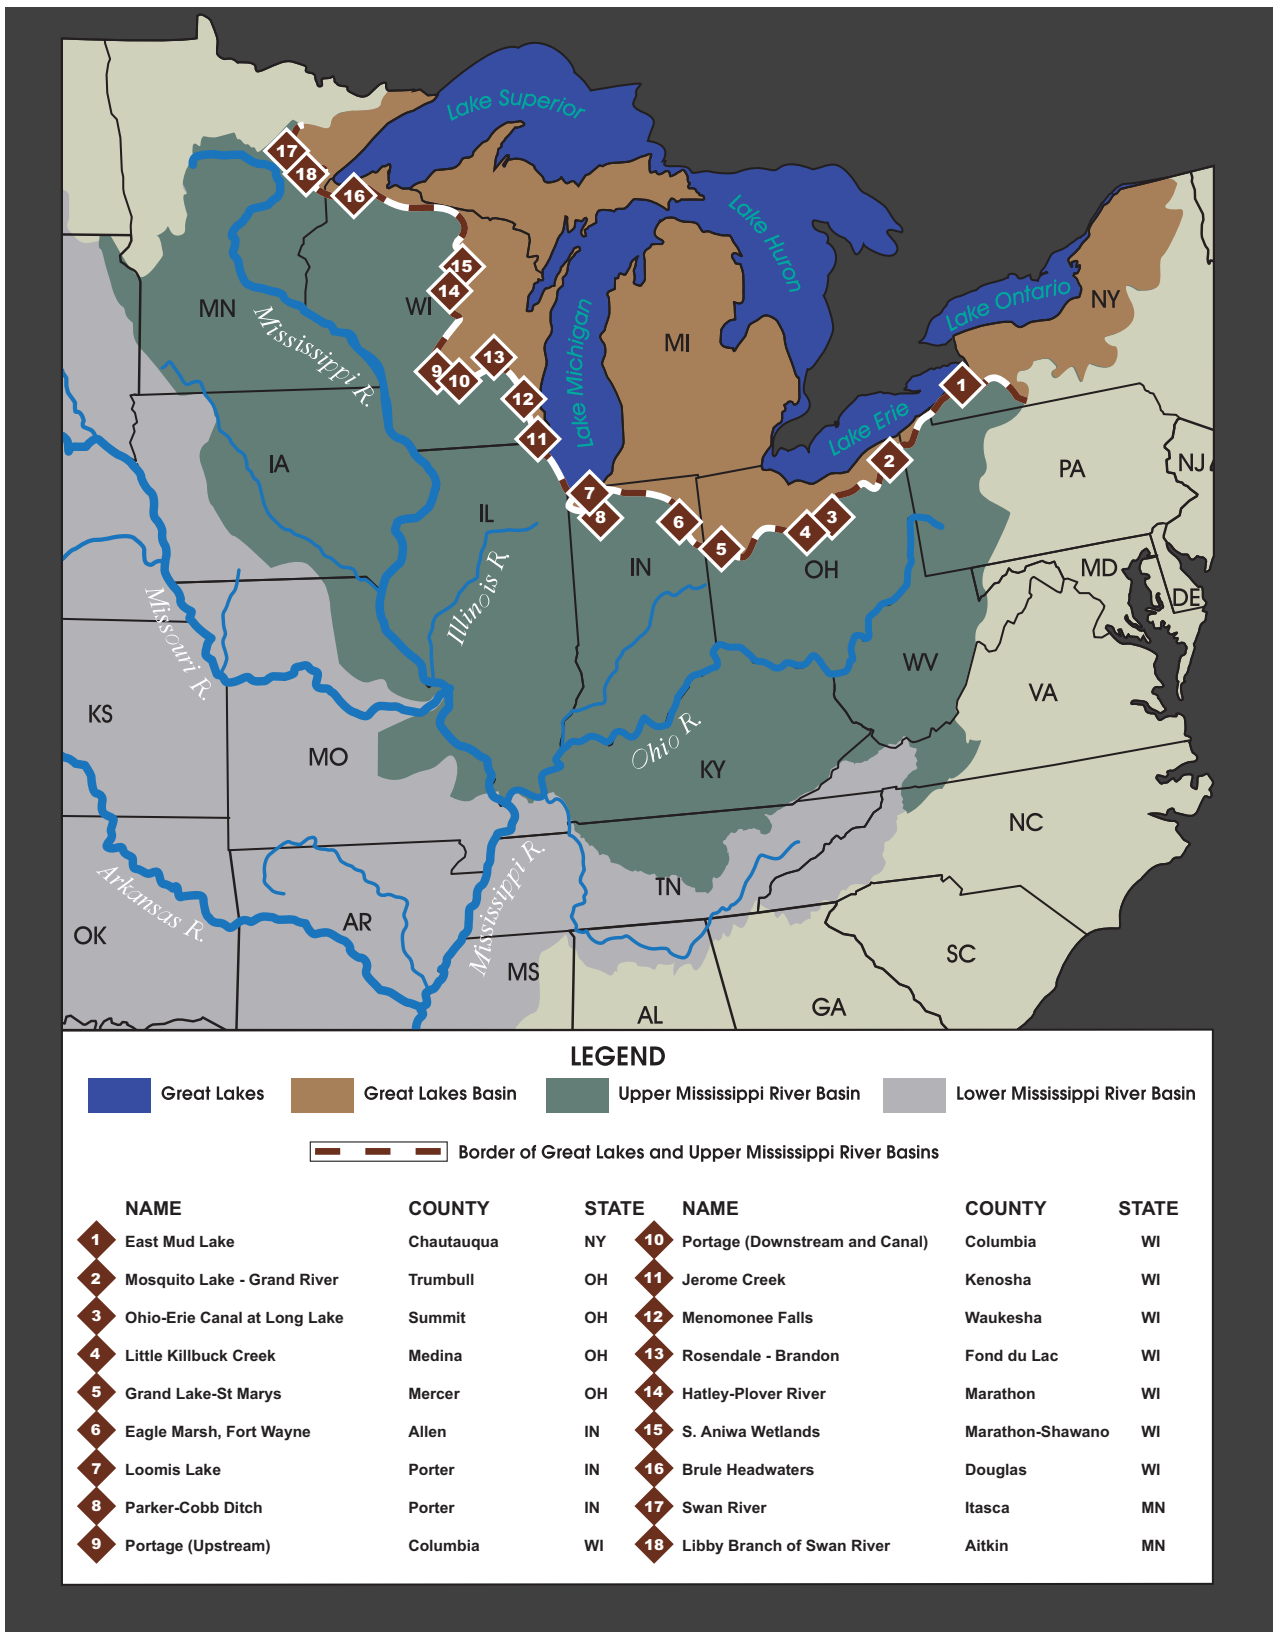 Lake Superior
17
18
16
Lake Huron
15
14
MN
WI
Mississippi R.
Lake Michigan
MI
Lake Ontario
NY
13
9
10
12
11
1
Lake Erie
2
IA
IL
PA
NJ
7
8
6
5
4
3
IN
OH
MD
DE
Illinois R.
Missouri R.
WV
VA
KS
MO
Ohio R.
KY
NC
Mississippi R.
TN
Arkansas R.
AR
OK
MS
SC
AL
GA
LEGEND
Great Lakes
Great Lakes Basin
Upper Mississippi River Basin
Lower Mississippi River Basin
Border of Great Lakes and Upper Mississippi River Basins
NAME COUNTY STATE NAME COUNTY STATE
1 East Mud Lake Chautauqua NY 10 Portage (Downstream and Canal) Columbia WI
2 Mosquito Lake - Grand River Trumbull OH 11 Jerome Creek Kenosha WI
3 Ohio-Erie Canal at Long Lake Summit OH 12 Menomonee Falls Waukesha WI
4 Little Killbuck Creek Medina OH 13 Rosendale - Brandon Fond du Lac WI
5 Grand Lake-St Marys Mercer OH 14 Hatley-Plover River Marathon WI
6 Eagle Marsh, Fort Wayne Allen IN 15 S. Aniwa Wetlands Marathon-Shawano WI
7 Loomis Lake Porter IN 16 Brule Headwaters Douglas WI
8 Parker-Cobb Ditch Porter IN 17 Swan River Itasca MN
9 Portage (Upstream) Columbia WI 18 Libby Branch of Swan River Aitkin MN